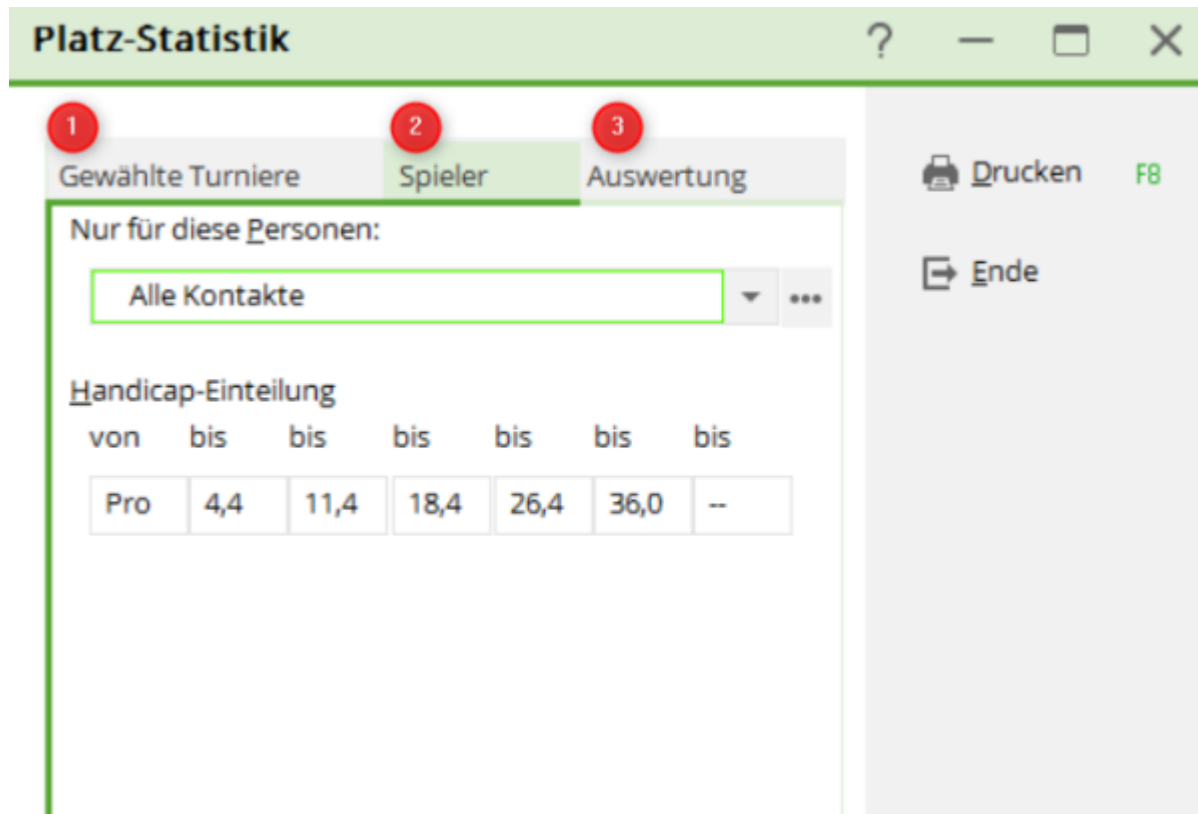 Platz-Statistik ?
1 2 3
Gewählte Turniere Spieler Auswertung
Nur für diese Personen:
Alle Kontakte
Handicap-Einteilung
von bis bis bis bis bis bis
Pro 4,4 11,4 18,4 26,4 36,0 --
Drucken F8
Ende